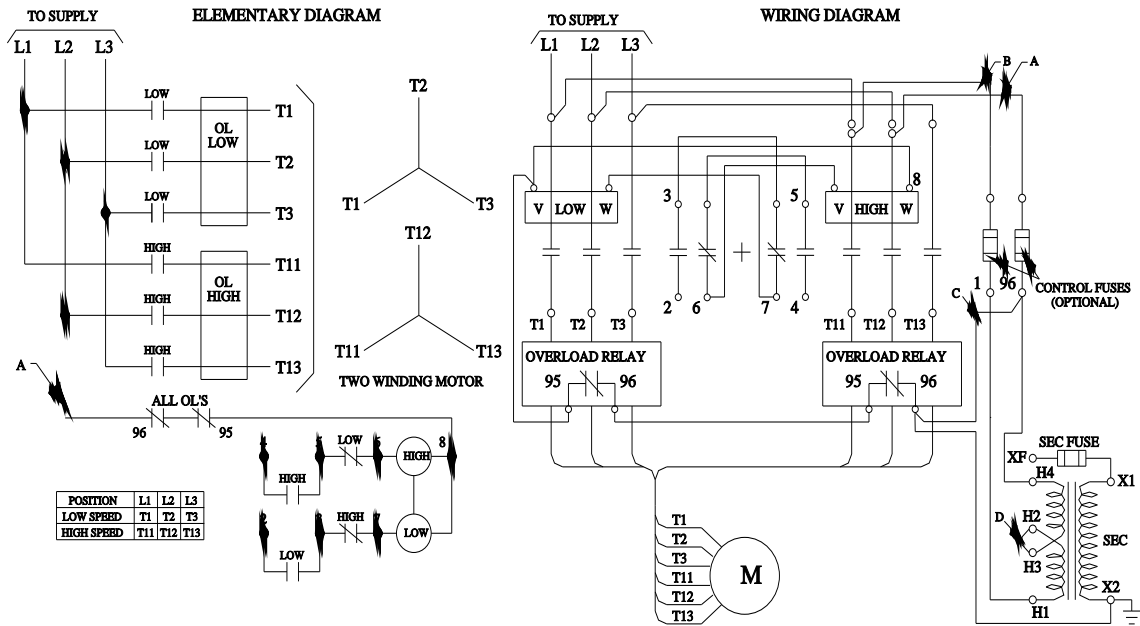 ELEMENTARY DIAGRAM
TO SUPPLY
L1 L2 L3
LOW
OL
LOW
T1
LOW
T2
LOW
T3
HIGH
OL
HIGH
T11
HIGH
T12
HIGH
T13
T2
T1
T3
T12
T11
T13
TWO WINDING MOTOR
A
ALL OL'S
96
95
LOW
8
HIGH
HIGH
HIGH
LOW
LOW
POSITION L1 L2 L3
LOW SPEED T1 T2 T3
HIGH SPEED T11 T12 T13
WIRING DIAGRAM
TO SUPPLY
L1 L2 L3
B
A
V LOW W
3
5
8
V HIGH W
2
6
7
4
1
96
CONTROL FUSES
(OPTIONAL)
C
T1 T2 T3
T11 T12 T13
OVERLOAD RELAY
95
96
OVERLOAD RELAY
95
96
SEC FUSE
XF
H4
X1
D
H2
H3
SEC
X2
H1
T1
T2
T3
T11
T12
T13
M